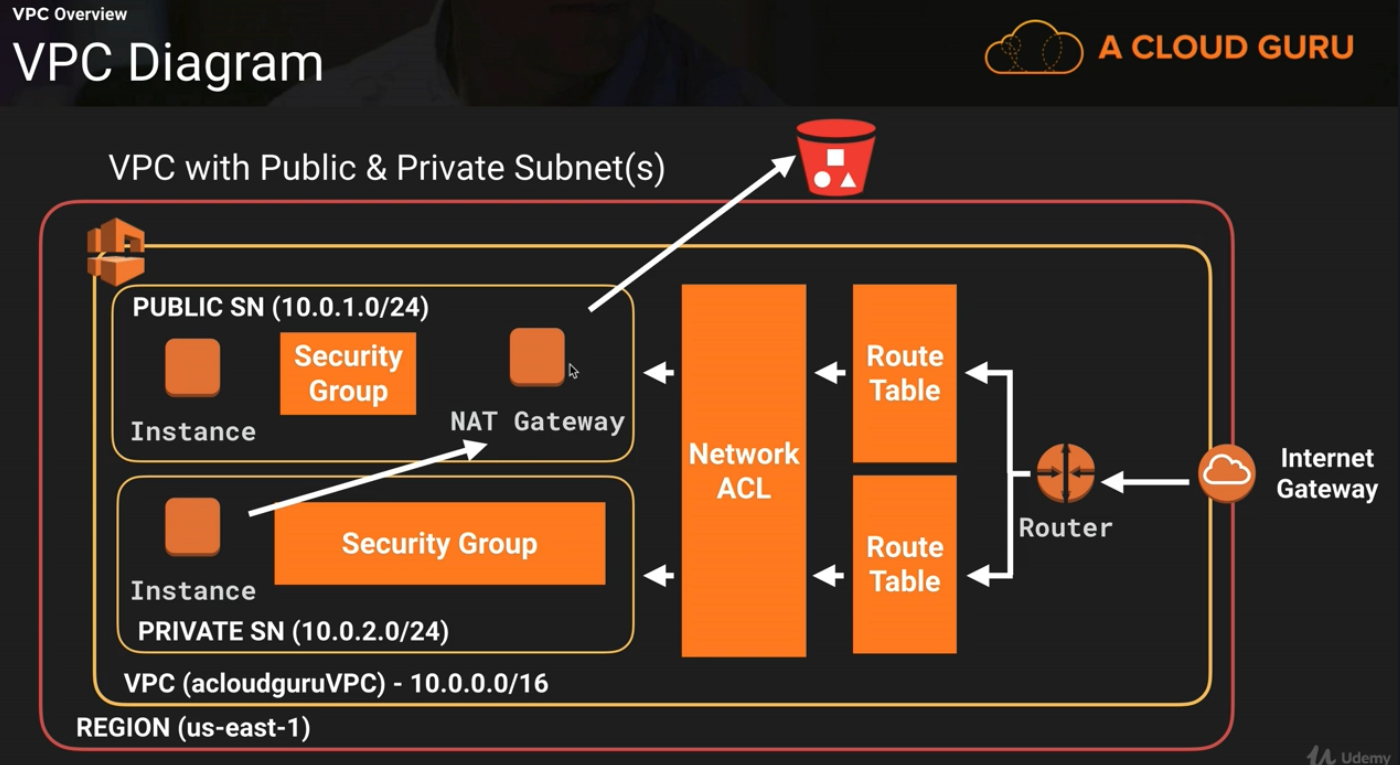 VPC Overview
VPC Diagram
A CLOUD GURU
VPC with Public & Private Subnet(s)
PUBLIC SN (10.0.1.0/24)
Instance
Security
Group
NAT Gateway
Instance
Security Group
PRIVATE SN (10.0.2.0/24)
Network
ACL
Route
Table
Route
Table
Router
Internet
Gateway
VPC (acloudguruVPC) - 10.0.0.0/16
REGION (us-east-1)
Udemy